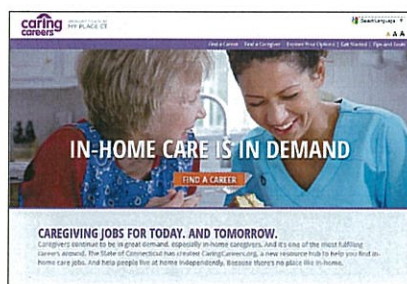 caring
careers
MY PLACE CT
Select Language
A A A
Find a Career | Find a Caregiver | Explore Your Options | Get Started | Tips and Tools
IN-HOME CARE IS IN DEMAND
FIND A CAREER
CAREGIVING JOBS FOR TODAY. AND TOMORROW.
Caregivers continue to be in great demand, especially in-home caregivers. And it's one of the most fulfilling
careers around. The State of Connecticut has created CaringCareers.org, a new resource hub to help you find in-
home care jobs. And help people live at home independently. Because there's no place like in-home.